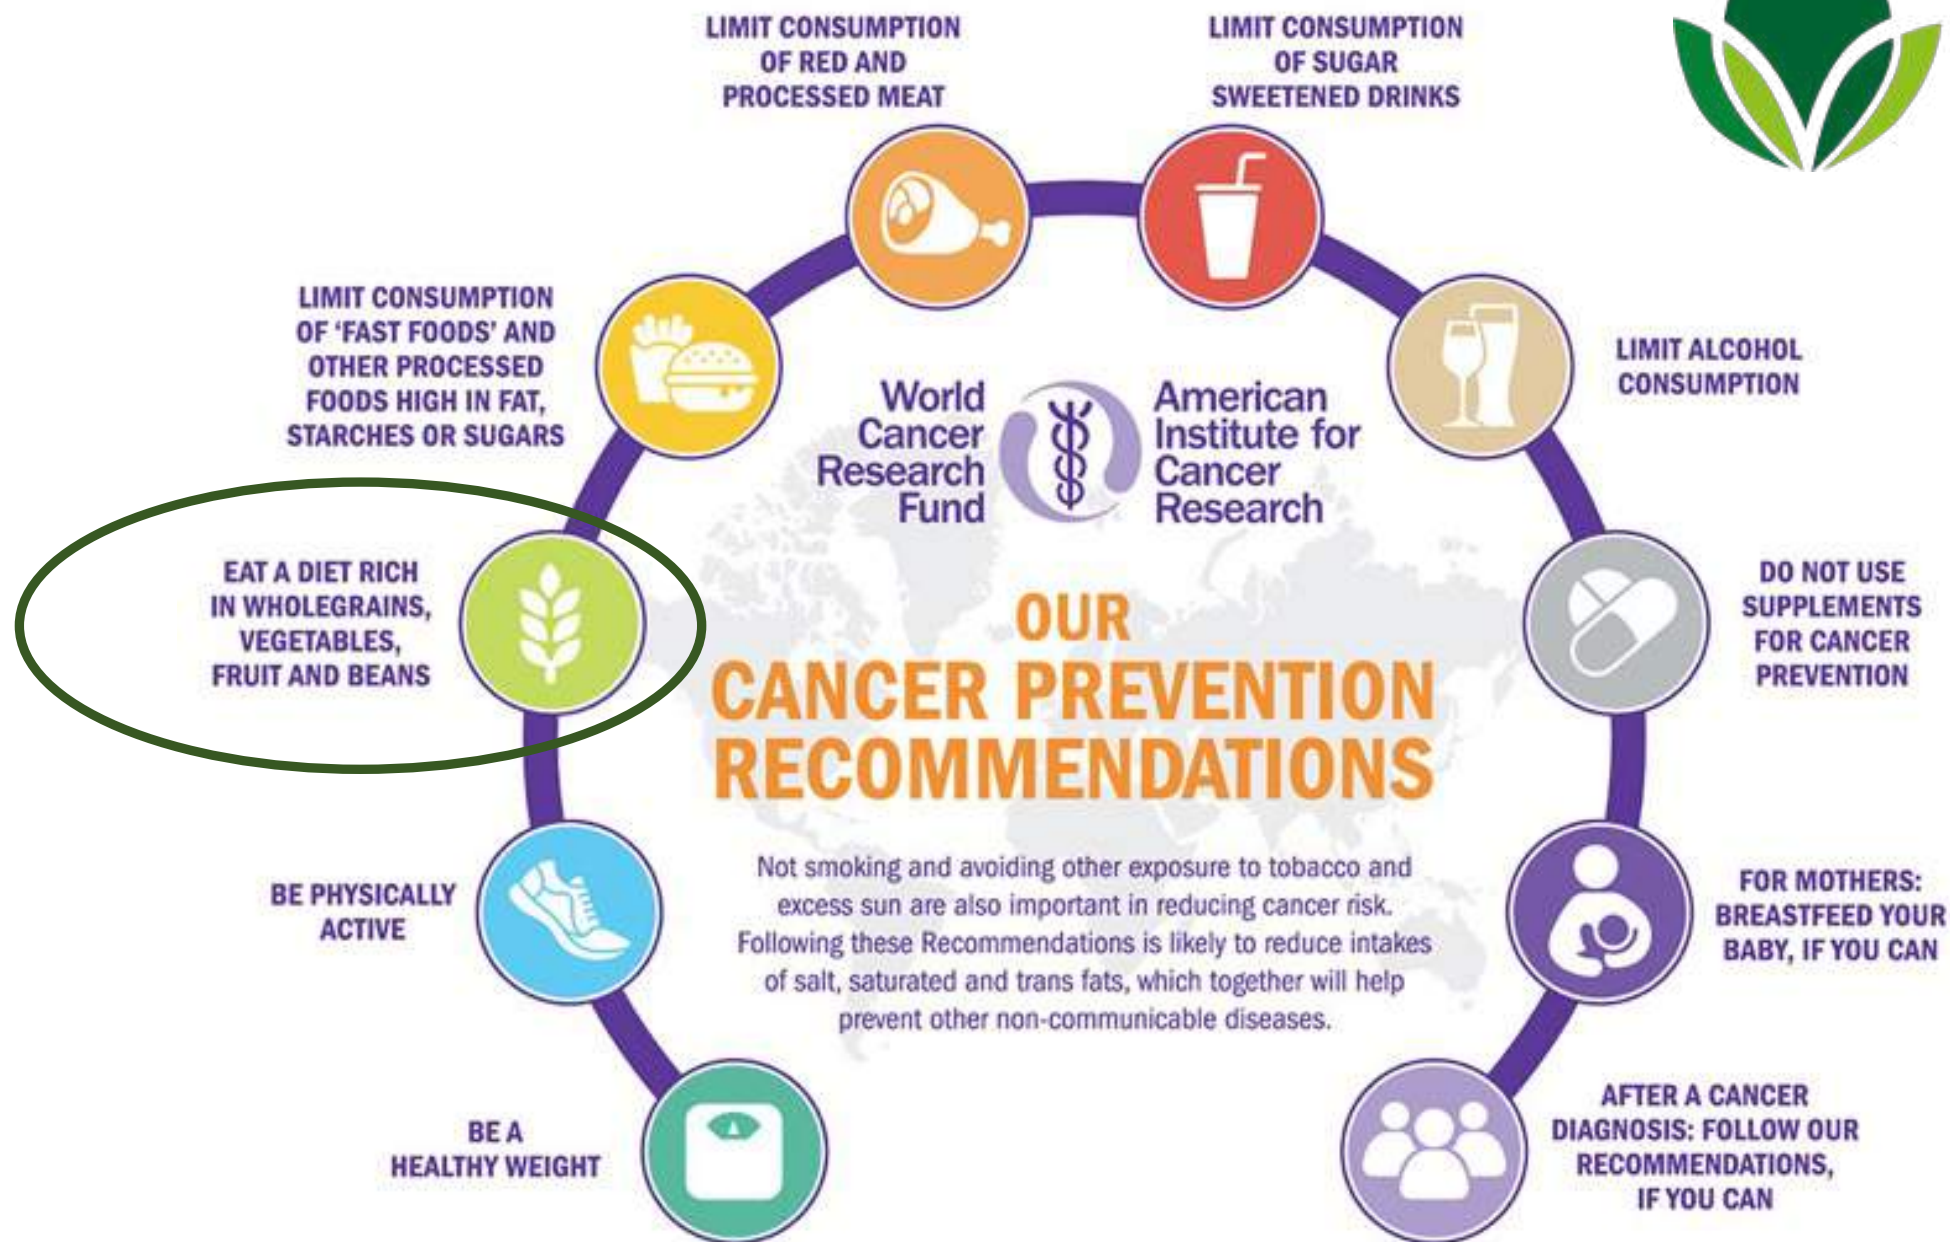 LIMIT CONSUMPTION
OF RED AND
PROCESSED MEAT
LIMIT CONSUMPTION
OF SUGAR
SWEETENED DRINKS
LIMIT CONSUMPTION
OF ‘FAST FOODS’ AND
OTHER PROCESSED
FOODS HIGH IN FAT,
STARCHES OR SUGARS
LIMIT ALCOHOL
CONSUMPTION
World
Cancer
Research
Fund
American
Institute for
Cancer
Research
EAT A DIET RICH
IN WHOLEGRAINS,
VEGETABLES,
FRUIT AND BEANS
DO NOT USE
SUPPLEMENTS
FOR CANCER
PREVENTION
OUR
CANCER PREVENTION
RECOMMENDATIONS
Not smoking and avoiding other exposure to tobacco and
excess sun are also important in reducing cancer risk.
Following these Recommendations is likely to reduce intakes
of salt, saturated and trans fats, which together will help
prevent other non-communicable diseases.
BE PHYSICALLY
ACTIVE
FOR MOTHERS:
BREASTFEED YOUR
BABY, IF YOU CAN
BE A
HEALTHY WEIGHT
AFTER A CANCER
DIAGNOSIS: FOLLOW OUR
RECOMMENDATIONS,
IF YOU CAN